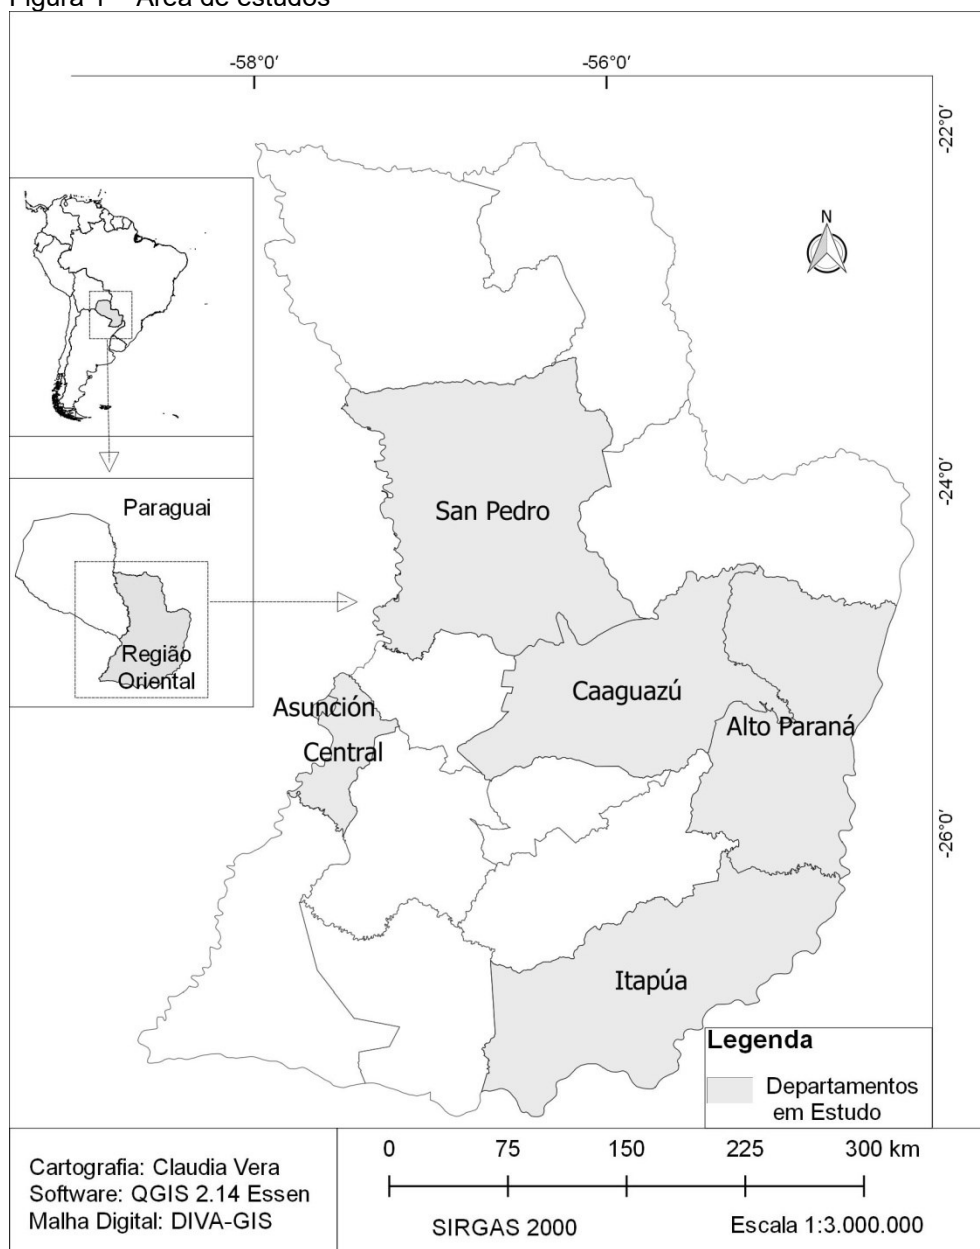 Figura 1 – Área de estudos
-58°0′
-56°0′
-22°0′
N
Paraguai
-24°0′
San Pedro
Região
Oriental
Caaguazú
Asunción
Alto Paraná
Central
-26°0′
Itapúa
Legenda
Departamentos
em Estudo
0 75 150 225 300 km
Cartografia: Claudia Vera
Software: QGIS 2.14 Essen
Malha Digital: DIVA-GIS
SIRGAS 2000
Escala 1:3.000.000